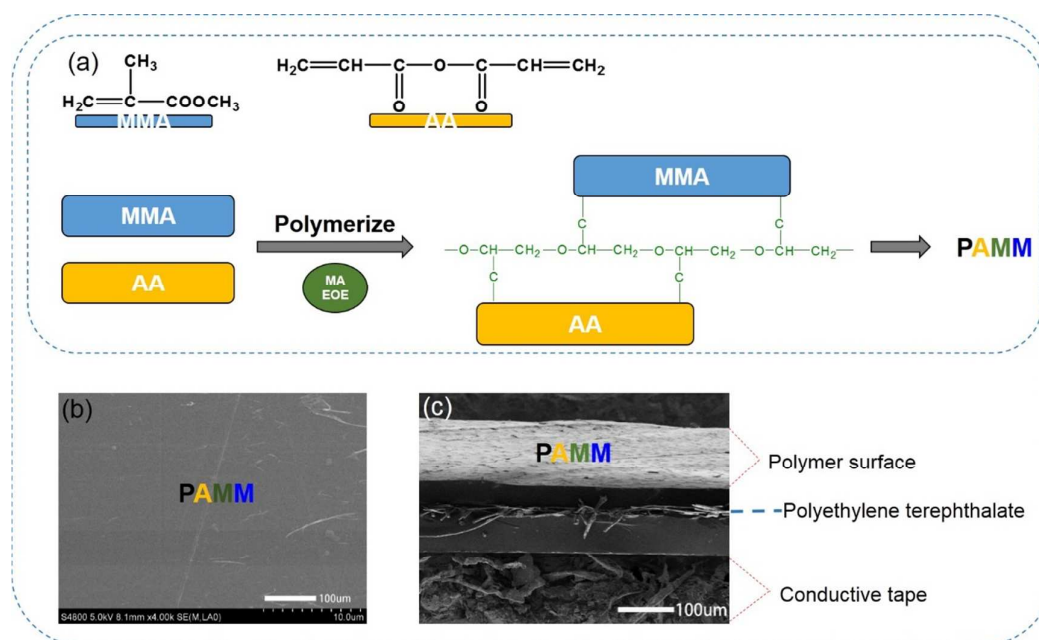 (a)
CH₃
H₂C=C—COOCH₃
MMA
H₂C=CH—C—O—C—CH=CH₂
O O
AA
MMA
AA
Polymerize
MA
EOE
MMA
C C
—O—CH—CH₂—O—CH—CH₂—O—CH—CH₂—O—CH—CH₂—
C C
AA
PAMM
(b)
PAMM
100um
S4800 5.0kV 8.1mm x4.00k SE(M,LA0)
10.0um
(c)
PAMM
100um
Polymer surface
Polyethylene terephthalate
Conductive tape